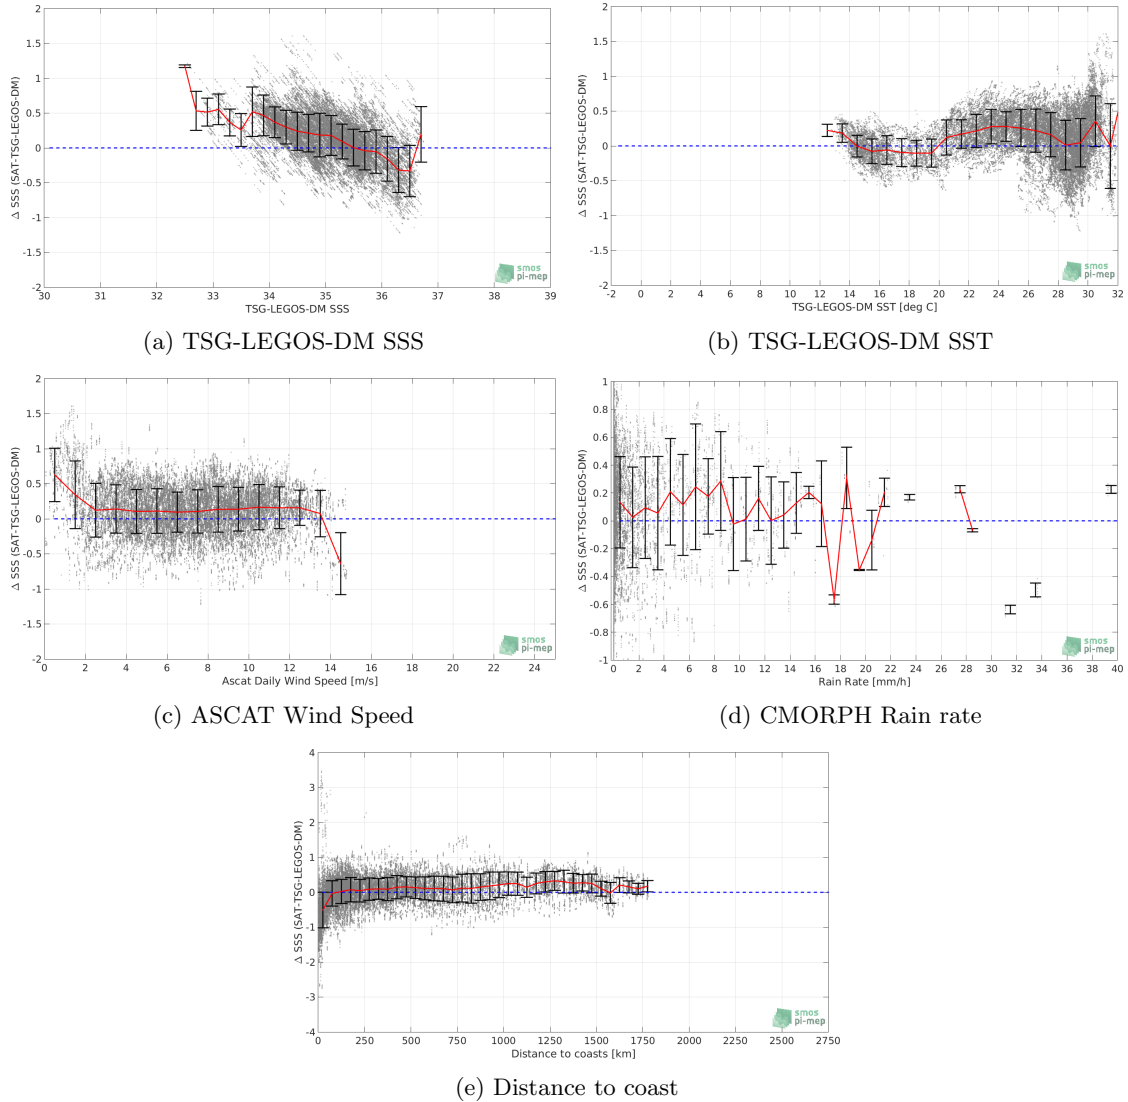 2
1.5
1
0.5
0
-0.5
-1
-1.5
-2
Δ SSS (SAT-TSG-LEGOS-DM)
30 31 32 33 34 35 36 37 38 39
TSG-LEGOS-DM SSS
smos
pi-mep
(a) TSG-LEGOS-DM SSS
2
1.5
1
0.5
0
-0.5
-1
-1.5
-2
Δ SSS (SAT-TSG-LEGOS-DM)
-2 0 2 4 6 8 10 12 14 16 18 20 22 24 26 28 30 32
TSG-LEGOS-DM SST [deg C]
smos
pi-mep
(b) TSG-LEGOS-DM SST
2
1.5
1
0.5
0
-0.5
-1
-1.5
-2
Δ SSS (SAT-TSG-LEGOS-DM)
0 2 4 6 8 10 12 14 16 18 20 22 24
Ascat Daily Wind Speed [m/s]
smos
pi-mep
(c) ASCAT Wind Speed
1
0.8
0.6
0.4
0.2
0
-0.2
-0.4
-0.6
-0.8
-1
Δ SSS (SAT-TSG-LEGOS-DM)
0 2 4 6 8 10 12 14 16 18 20 22 24 26 28 30 32 34 36 38 40
Rain Rate [mm/h]
smos
pi-mep
(d) CMORPH Rain rate
4
3
2
1
0
-1
-2
-3
-4
Δ SSS (SAT-TSG-LEGOS-DM)
0 250 500 750 1000 1250 1500 1750 2000 2250 2500 2750
Distance to coasts [km]
smos
pi-mep
(e) Distance to coast